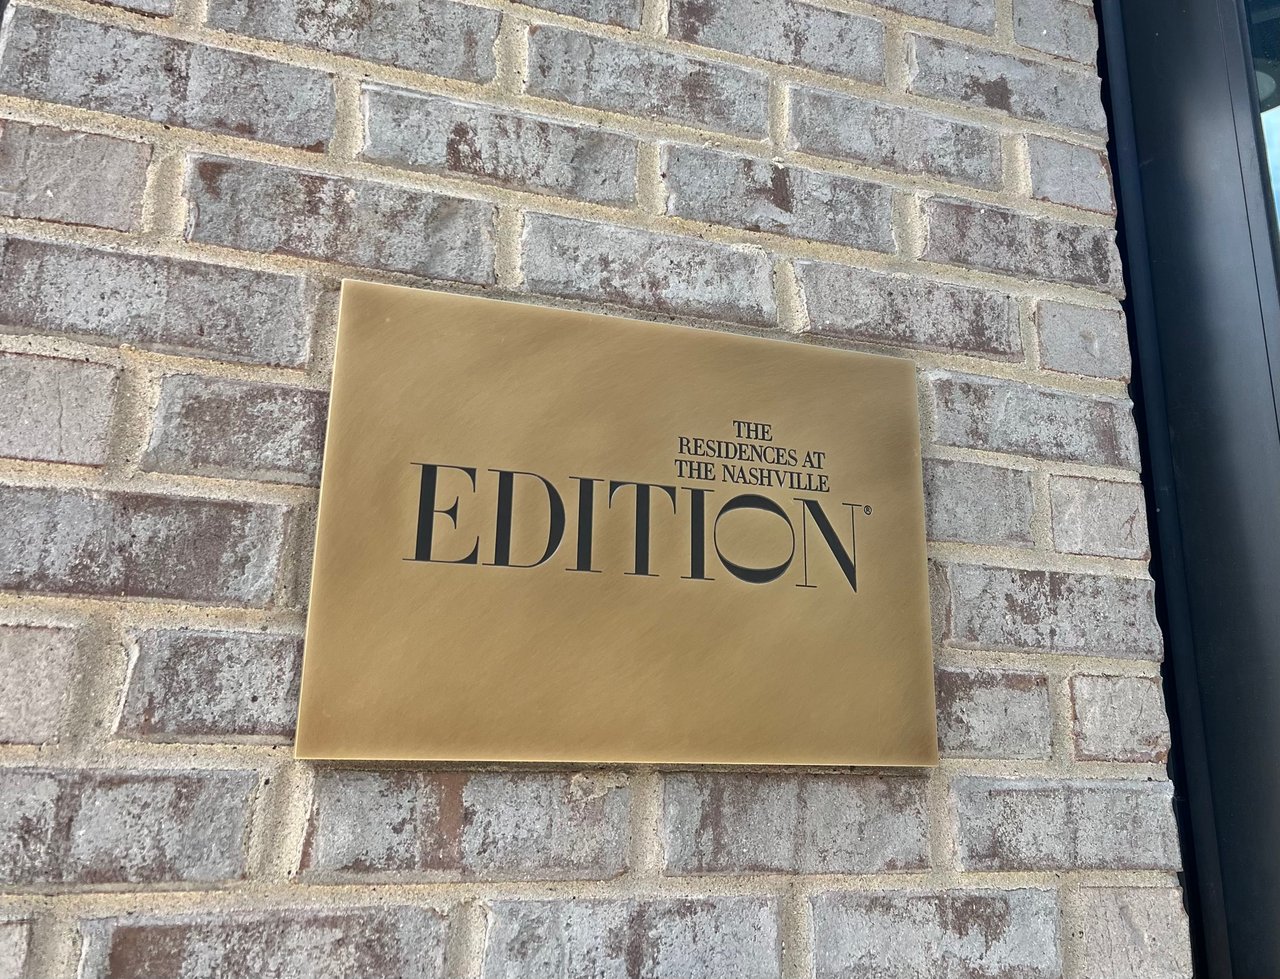 THE
RESIDENCES AT
THE NASHVILLE
EDITION®